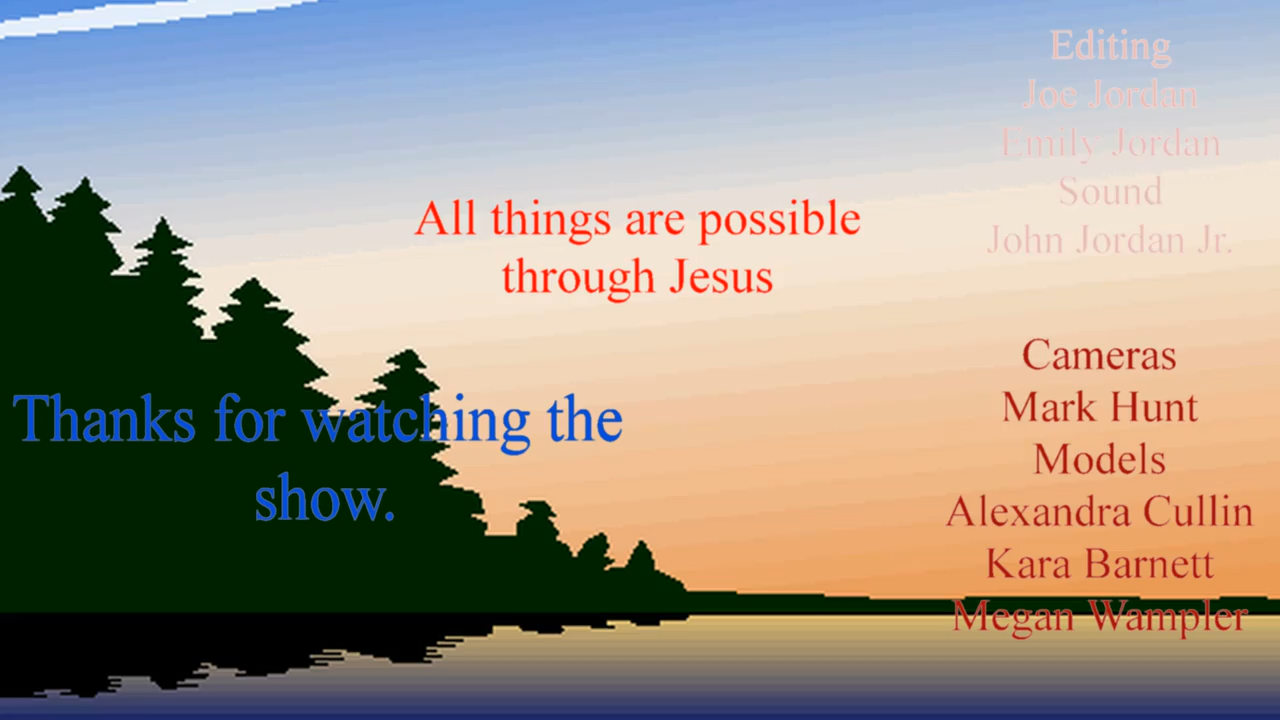 All things are possible
through Jesus
Thanks for watching the
show.
Editing
Joe Jordan
Emily Jordan
Sound
John Jordan Jr.
Cameras
Mark Hunt
Models
Alexandra Cullin
Kara Barnett
Megan Wampler